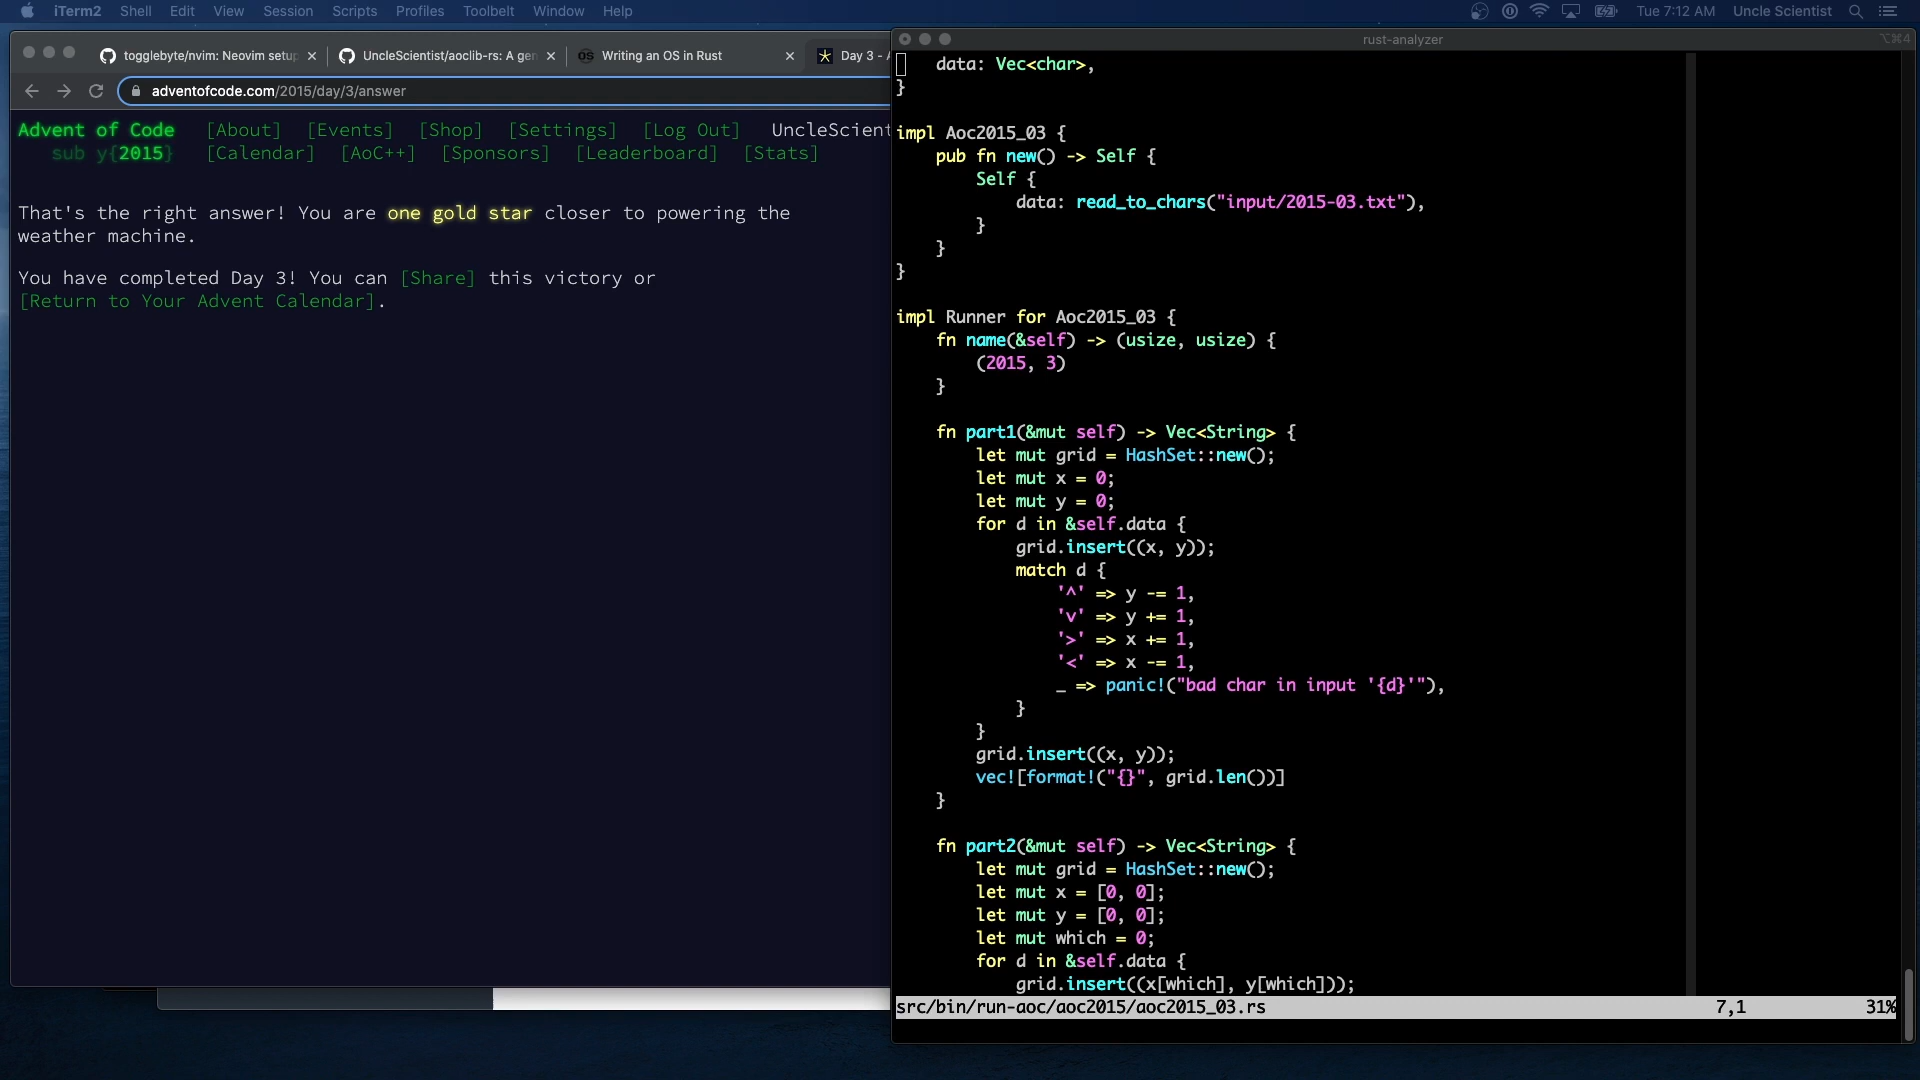 iTerm2 Shell Edit View Session Scripts Profiles Toolbelt Window Help Tue 7:12 AM Uncle Scientist
togglebyte/nvim: Neovim setup UncleScientist/aoclib-rs: A gen Writing an OS in Rust Day 3 - A
adventofcode.com/2015/day/3/answer
Advent of Code [About] [Events] [Shop] [Settings] [Log Out] UncleScient
sub y{2015} [Calendar] [AoC++] [Sponsors] [Leaderboard] [Stats]
That's the right answer! You are one gold star closer to powering the
weather machine.
You have completed Day 3! You can [Share] this victory or
[Return to Your Advent Calendar].
rust-analyzer ⌥⌘4
data: Vec<char>,
}
impl Aoc2015_03 {
pub fn new() -> Self {
Self {
data: read_to_chars("input/2015-03.txt"),
}
}
}
impl Runner for Aoc2015_03 {
fn name(&self) -> (usize, usize) {
(2015, 3)
}
fn part1(&mut self) -> Vec<String> {
let mut grid = HashSet::new();
let mut x = 0;
let mut y = 0;
for d in &self.data {
grid.insert((x, y));
match d {
'^' => y -= 1,
'v' => y += 1,
'>' => x += 1,
'<' => x -= 1,
_ => panic!("bad char in input '{d}'"),
}
}
grid.insert((x, y));
vec![format!("{}", grid.len())]
}
fn part2(&mut self) -> Vec<String> {
let mut grid = HashSet::new();
let mut x = [0, 0];
let mut y = [0, 0];
let mut which = 0;
for d in &self.data {
grid.insert((x[which], y[which]));
src/bin/run-aoc/aoc2015/aoc2015_03.rs 7,1 31%